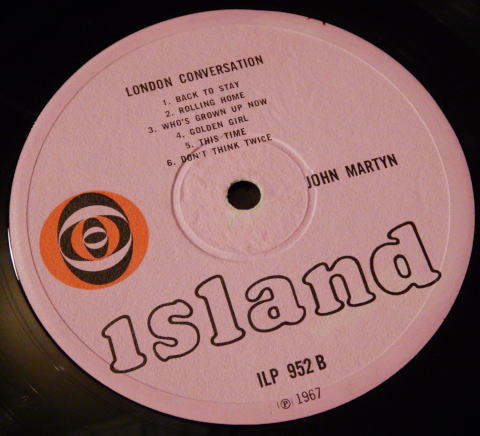 LONDON CONVERSATION
1. BACK TO STAY
2. ROLLING HOME
3. WHO'S GROWN UP NOW
4. GOLDEN GIRL
5. THIS TIME
6. DON'T THINK TWICE
JOHN MARTYN
island
ILP 952 B
℗ 1967